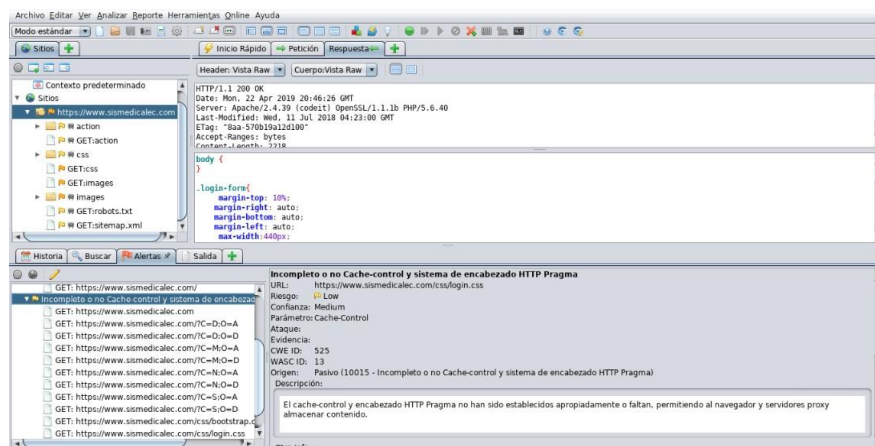 Archivo Editar Ver Analizar Reporte Herramientas Online Ayuda
Modo estándar
Sitios
Inicio Rápido Petición Respuesta
Header: Vista Raw Cuerpo:Vista Raw
Contexto predeterminado
Sitios
https://www.sismedicalec.com
action
GET:action
css
GET:css
GET:images
images
GET:robots.txt
GET:sitemap.xml
HTTP/1.1 200 OK
Date: Mon, 22 Apr 2019 20:46:26 GMT
Server: Apache/2.4.39 (codeit) OpenSSL/1.1.1b PHP/5.6.40
Last-Modified: Wed, 11 Jul 2018 04:23:00 GMT
ETag: "8aa-570b19a12d100"
Accept-Ranges: bytes
Content-Length: 2218
body {
}
.login-form{
margin-top: 10%;
margin-right: auto;
margin-bottom: auto;
margin-left: auto;
max-width:440px;
Historia Buscar Alertas Salida
GET: https://www.sismedicalec.com/
Incompleto o no Cache-control y sistema de encabezad
GET: https://www.sismedicalec.com
GET: https://www.sismedicalec.com/?C=D;O=A
GET: https://www.sismedicalec.com/?C=D;O=D
GET: https://www.sismedicalec.com/?C=M;O=A
GET: https://www.sismedicalec.com/?C=M;O=D
GET: https://www.sismedicalec.com/?C=N;O=A
GET: https://www.sismedicalec.com/?C=N;O=D
GET: https://www.sismedicalec.com/?C=S;O=A
GET: https://www.sismedicalec.com/?C=S;O=D
GET: https://www.sismedicalec.com/css/bootstrap.c
GET: https://www.sismedicalec.com/css/login.css
Incompleto o no Cache-control y sistema de encabezado HTTP Pragma
URL: https://www.sismedicalec.com/css/login.css
Riesgo: Low
Confianza: Medium
Parámetro: Cache-Control
Ataque:
Evidencia:
CWE ID: 525
WASC ID: 13
Origen: Pasivo (10015 - Incompleto o no Cache-control y sistema de encabezado HTTP Pragma)
Descripción:
El cache-control y encabezado HTTP Pragma no han sido establecidos apropiadamente o faltan, permitiendo al navegador y servidores proxy
almacenar contenido.